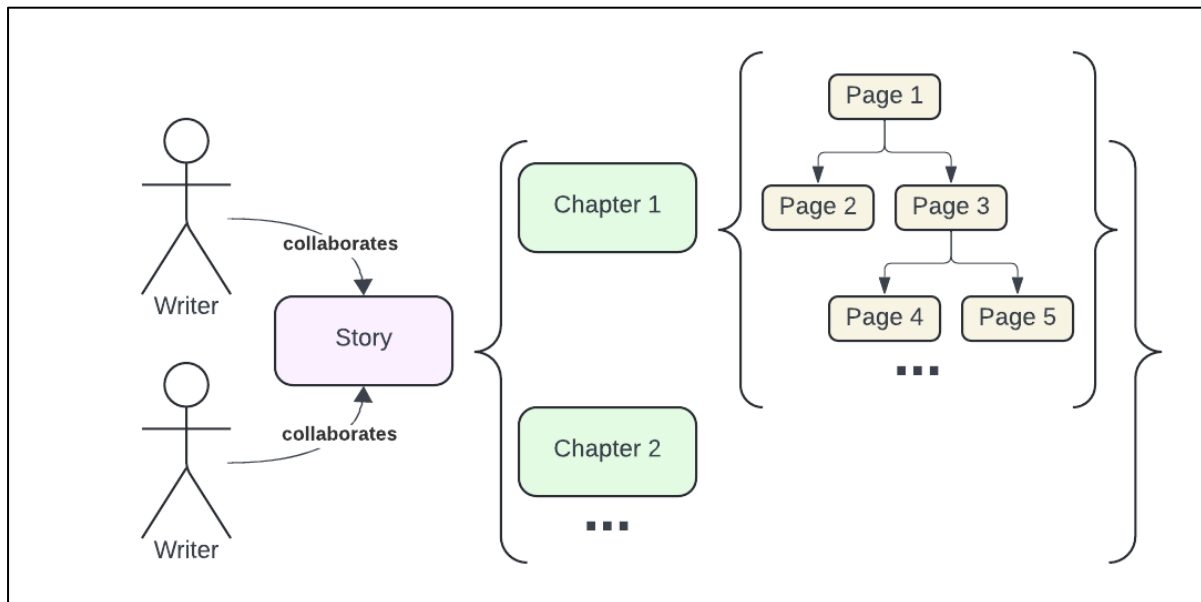 Page 1
Page 2
Page 3
Page 4
Page 5
...
Chapter 1
Chapter 2
...
collaborates
Writer
Story
collaborates
Writer